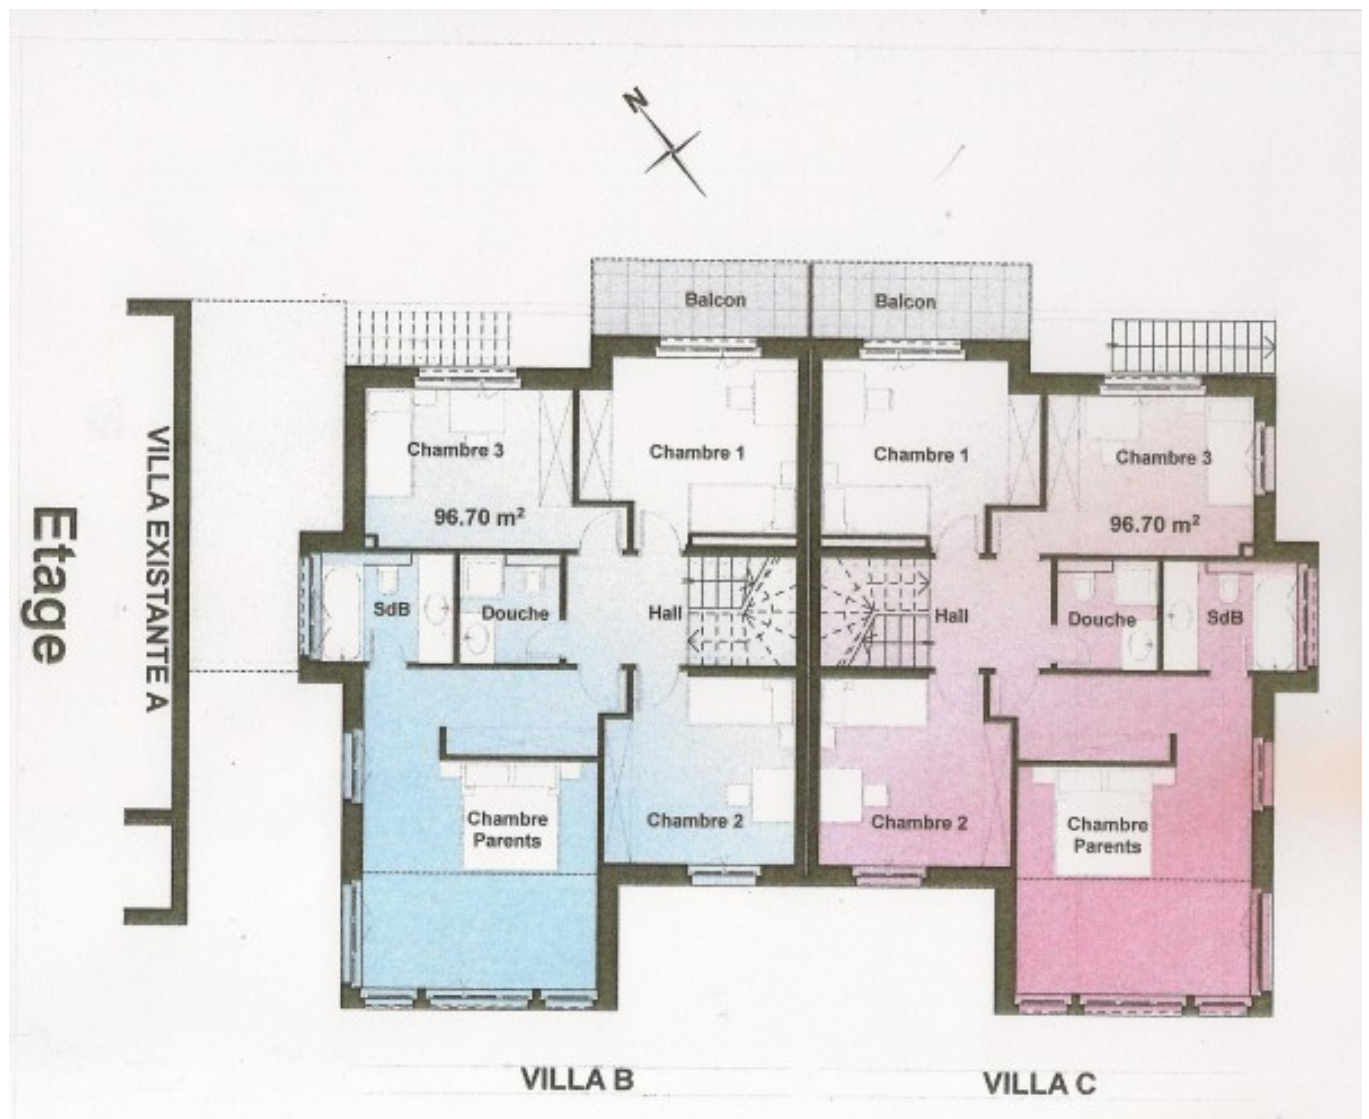 N
Balcon
Balcon
Chambre 3
Chambre 1
Chambre 1
Chambre 3
96.70 m²
96.70 m²
SdB
Douche
Hall
Hall
Douche
SdB
Chambre
Parents
Chambre 2
Chambre 2
Chambre
Parents
VILLA EXISTANTE A
Etage
VILLA B
VILLA C